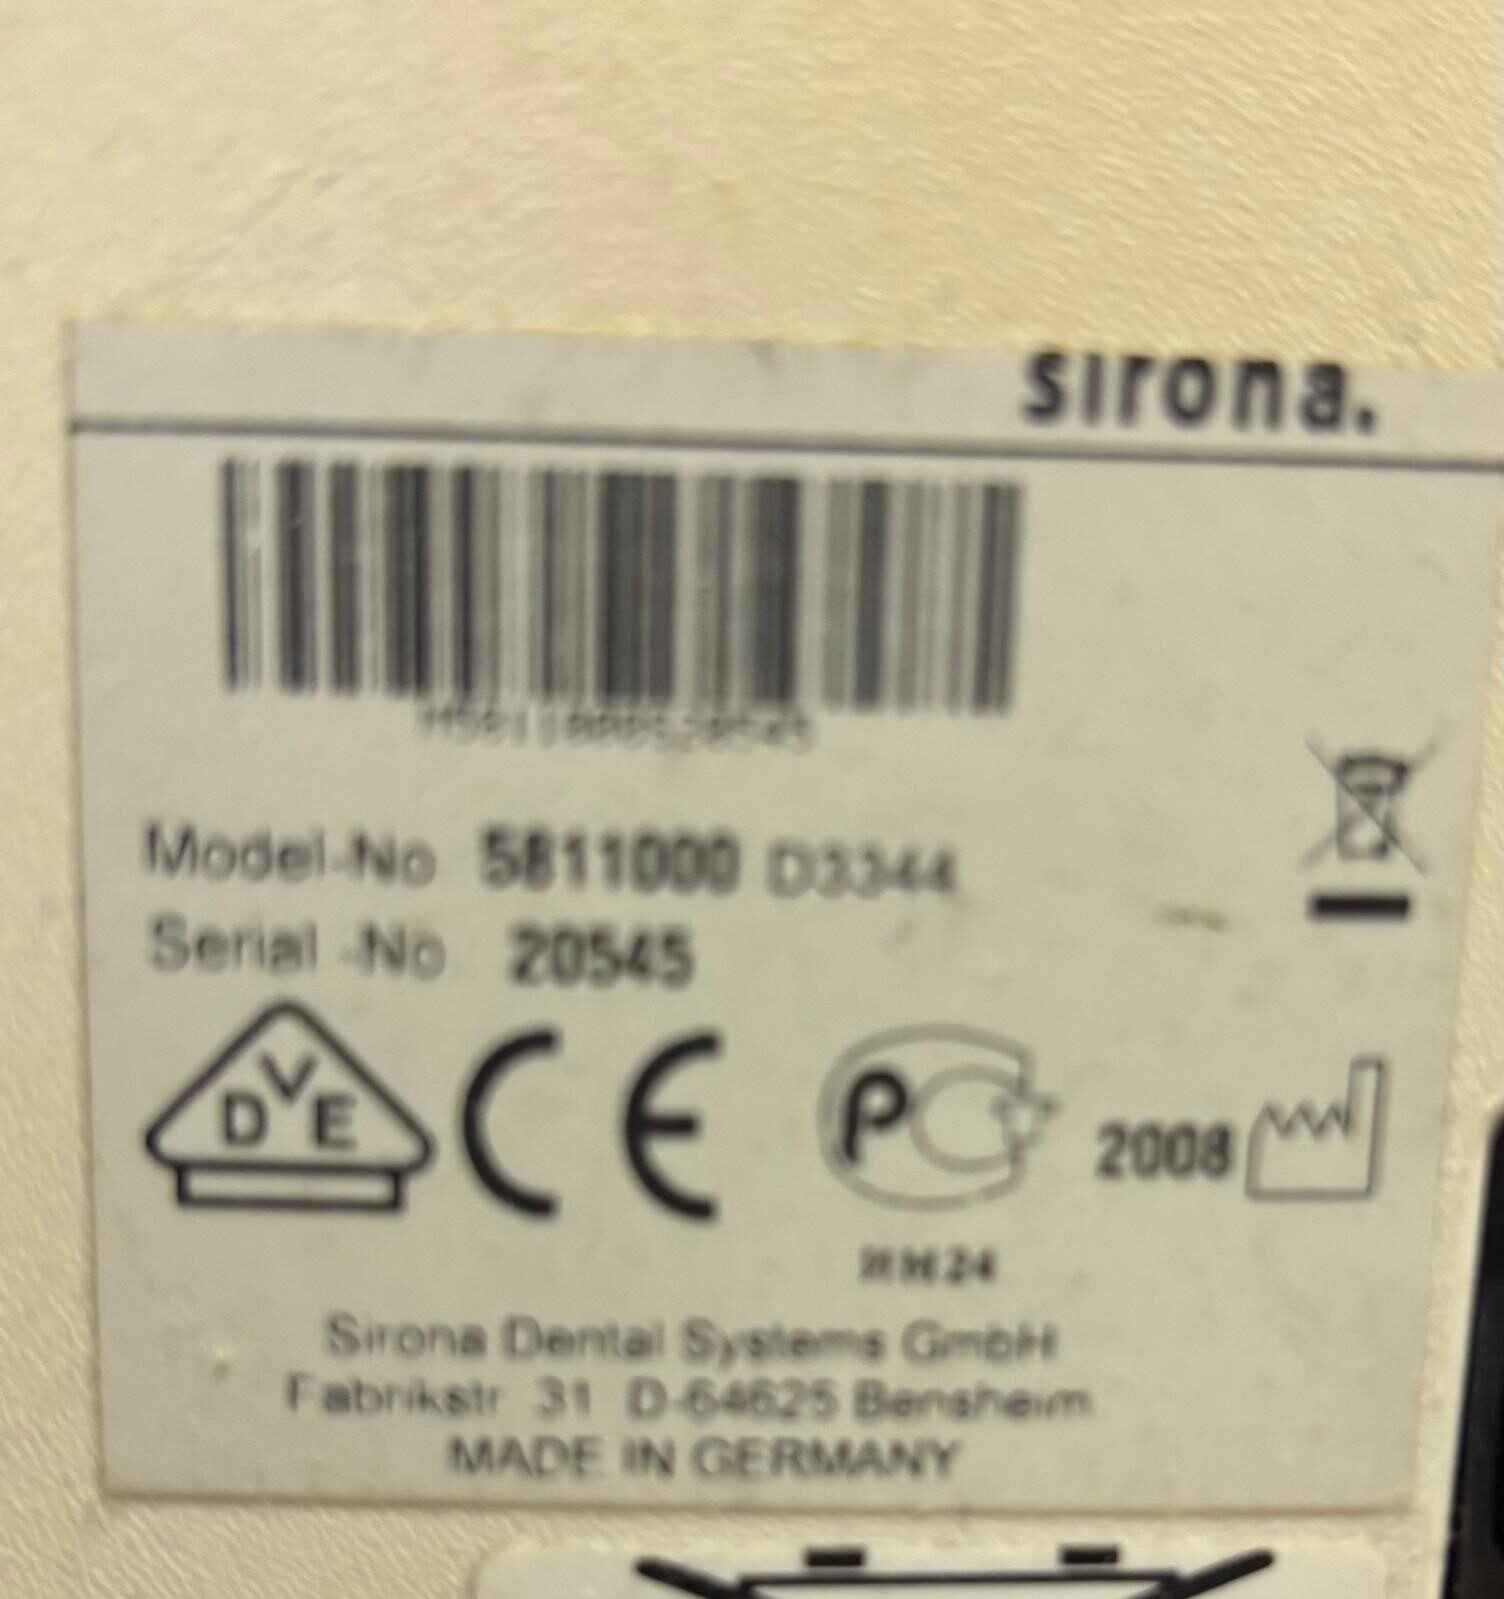 sirona.
Model-No 5811000 D3344
Serial -No 20545
DVE
CE
PC
2008
24
Sirona Dental Systems GmbH
Fabrikstr 31 D-64625 Bensheim
MADE IN GERMANY